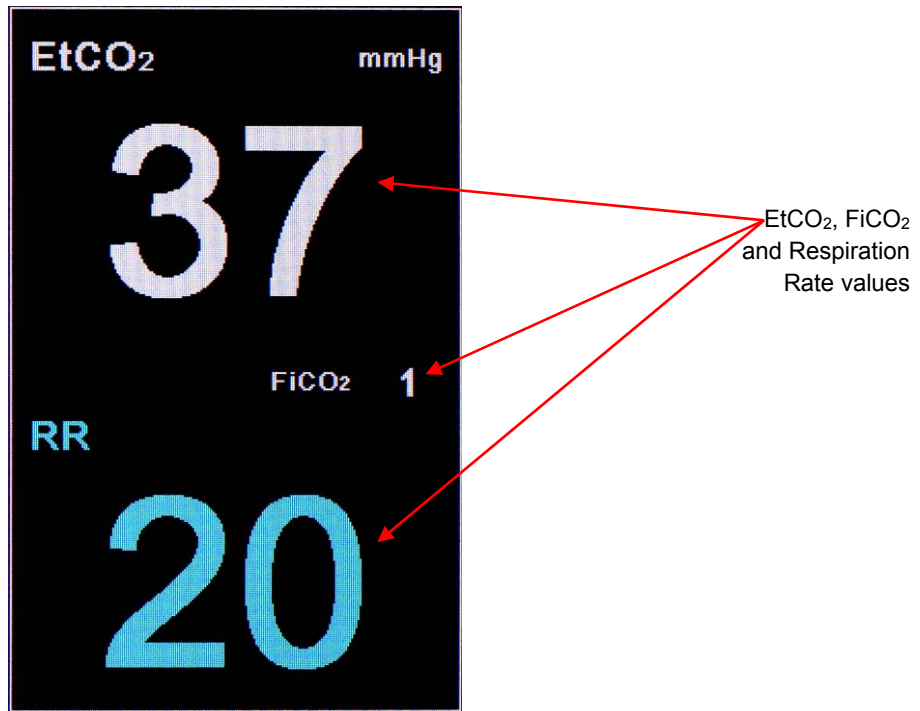 EtCO₂ mmHg
37
FiCO₂ 1
RR
20
EtCO₂, FiCO₂
and Respiration
Rate values